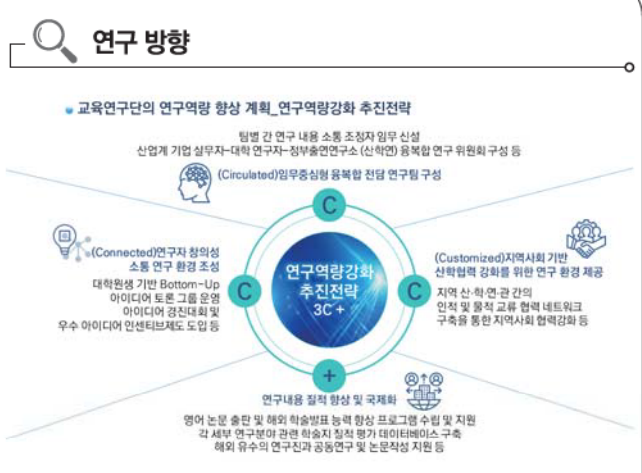 연구 방향
교육연구단의 연구역량 향상 계획_연구역량강화 추진전략
팀별 간 연구 내용 소통 조정자 임무 신설
산업계 기업 실무자-대학 연구자-정부출연연구소 (산학연) 융복합 연구 위원회 구성 등
(Circulated)임무중심형 융복합 전담 연구팀 구성
C
(Connected)연구자 창의성
소통 연구 환경 조성
대학원생 기반 Bottom-Up
아이디어 토론 그룹 운영
아이디어 경진대회 및
우수 아이디어 인센티브제도 도입 등
C
연구역량강화
추진전략
3C+
C
(Customized)지역사회 기반
산학협력 강화를 위한 연구 환경 제공
지역 산·학·연·관 간의
인적 및 물적 교류 협력 네트워크
구축을 통한 지역사회 협력강화 등
+
연구내용 질적 향상 및 국제화
영어 논문 출판 및 해외 학술발표 능력 향상 프로그램 수립 및 지원
각 세부 연구분야 관련 학술지 질적 평가 데이터베이스 구축
해외 유수의 연구진과 공동연구 및 논문작성 지원 등